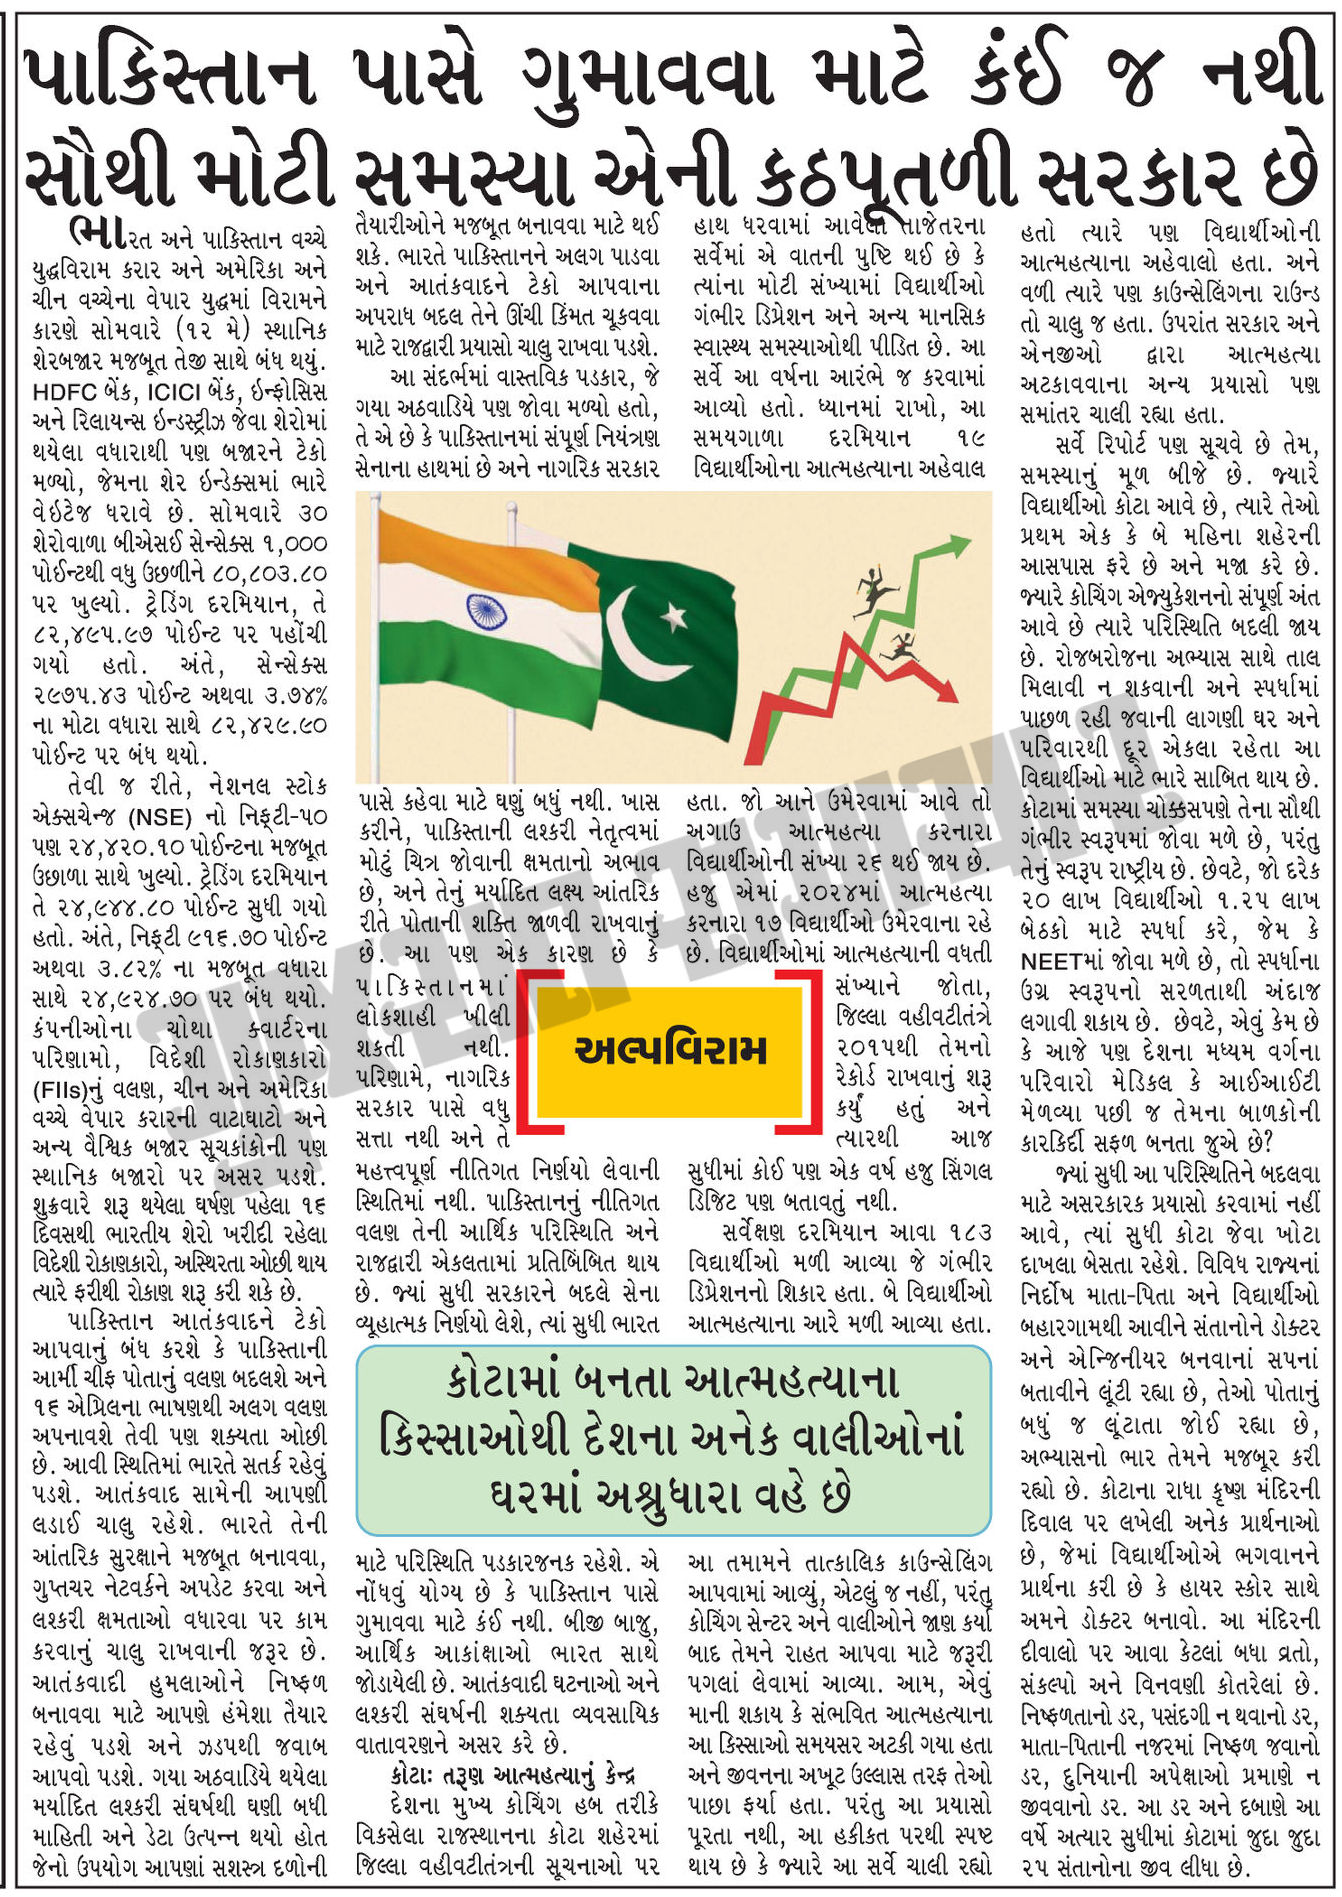 પાકિસ્તાન પાસે ગુમાવવા માટે કંઈ જ નથી
સૌથી મોટી સમસ્યા એની કઠપૂતળી સરકાર છે
ભારત અને પાકિસ્તાન વચ્ચે
યુદ્ધવિરામ કરાર અને અમેરિકા અને
ચીન વચ્ચેના વેપાર યુદ્ધમાં વિરામને
કારણે સોમવારે (૧૨ મે) સ્થાનિક
શેરબજાર મજબૂત તેજી સાથે બંધ થયું.
HDFC બેંક, ICICI બેંક, ઇન્ફોસિસ
અને રિલાયન્સ ઇન્ડસ્ટ્રીઝ જેવા શેરોમાં
થયેલા વધારાથી પણ બજારને ટેકો
મળ્યો, જેમના શેર ઇન્ડેક્સમાં ભારે
વેઇટેજ ધરાવે છે. સોમવારે ૩૦
શેરોવાળા બીએસઈ સેન્સેક્સ ૧,૦૦૦
પોઈન્ટથી વધુ ઉછળીને ૮૦,૮૦૩.૮૦
પર ખુલ્યો. ટ્રેડિંગ દરમિયાન, તે
૮૨,૪૯૫.૯૭ પોઈન્ટ પર પહોંચી
ગયો હતો. અંતે, સેન્સેક્સ
૨૯૭૫.૪૩ પોઈન્ટ અથવા ૩.૭૪%
ના મોટા વધારા સાથે ૮૨,૪૨૯.૯૦
પોઈન્ટ પર બંધ થયો.
તેવી જ રીતે, નેશનલ સ્ટોક
એક્સચેન્જ (NSE) નો નિફ્ટી-૫૦
પણ ૨૪,૪૨૦.૧૦ પોઈન્ટના મજબૂત
ઉછાળા સાથે ખુલ્યો. ટ્રેડિંગ દરમિયાન
તે ૨૪,૯૪૪.૮૦ પોઈન્ટ સુધી ગયો
હતો. અંતે, નિફ્ટી ૯૧૬.૭૦ પોઈન્ટ
અથવા ૩.૮૨% ના મજબૂત વધારા
સાથે ૨૪,૯૨૪.૭૦ પર બંધ થયો.
કંપનીઓના ચોથા ક્વાર્ટરના
પરિણામો, વિદેશી રોકાણકારો
(FIIs)નું વલણ, ચીન અને અમેરિકા
વચ્ચે વેપાર કરારની વાટાઘાટો અને
અન્ય વૈશ્વિક બજાર સૂચકાંકોની પણ
સ્થાનિક બજારો પર અસર પડશે.
શુક્રવારે શરૂ થયેલા ઘર્ષણ પહેલા ૧૬
દિવસથી ભારતીય શેરો ખરીદી રહેલા
વિદેશી રોકાણકારો, અસ્થિરતા ઓછી થાય
ત્યારે ફરીથી રોકાણ શરૂ કરી શકે છે.
પાકિસ્તાન આતંકવાદને ટેકો
આપવાનું બંધ કરશે કે પાકિસ્તાની
આર્મી ચીફ પોતાનું વલણ બદલશે અને
૧૬ એપ્રિલના ભાષણથી અલગ વલણ
અપનાવશે તેવી પણ શક્યતા ઓછી
છે. આવી સ્થિતિમાં ભારતે સતર્ક રહેવું
પડશે. આતંકવાદ સામેની આપણી
લડાઈ ચાલુ રહેશે. ભારતે તેની
આંતરિક સુરક્ષાને મજબૂત બનાવવા,
ગુપ્તચર નેટવર્કને અપડેટ કરવા અને
લશ્કરી ક્ષમતાઓ વધારવા પર કામ
કરવાનું ચાલુ રાખવાની જરૂર છે.
આતંકવાદી હુમલાઓને નિષ્ફળ
બનાવવા માટે આપણે હંમેશા તૈયાર
રહેવું પડશે અને ઝડપથી જવાબ
આપવો પડશે. ગયા અઠવાડિયે થયેલા
મર્યાદિત લશ્કરી સંઘર્ષથી ઘણી બધી
માહિતી અને ડેટા ઉત્પન્ન થયો હોત
જેનો ઉપયોગ આપણાં સશસ્ત્ર દળોની
તૈયારીઓને મજબૂત બનાવવા માટે થઈ
શકે. ભારતે પાકિસ્તાનને અલગ પાડવા
અને આતંકવાદને ટેકો આપવાના
અપરાધ બદલ તેને ઊંચી કિંમત ચૂકવવા
માટે રાજદ્વારી પ્રયાસો ચાલુ રાખવા પડશે.
આ સંદર્ભમાં વાસ્તવિક પડકાર, જે
ગયા અઠવાડિયે પણ જોવા મળ્યો હતો,
તે એ છે કે પાકિસ્તાનમાં સંપૂર્ણ નિયંત્રણ
સેનાના હાથમાં છે અને નાગરિક સરકાર
પાસે કહેવા માટે ઘણું બધું નથી. ખાસ
કરીને, પાકિસ્તાની લશ્કરી નેતૃત્વમાં
મોટું ચિત્ર જોવાની ક્ષમતાનો અભાવ
છે, અને તેનું મર્યાદિત લક્ષ્ય આંતરિક
રીતે પોતાની શક્તિ જાળવી રાખવાનું
છે. આ પણ એક કારણ છે કે
પાકિસ્તાનમાં
લોકશાહી ખીલી
શકતી નથી.
પરિણામે, નાગરિક
સરકાર પાસે વધુ
સત્તા નથી અને તે
મહત્ત્વપૂર્ણ નીતિગત નિર્ણયો લેવાની
સ્થિતિમાં નથી. પાકિસ્તાનનું નીતિગત
વલણ તેની આર્થિક પરિસ્થિતિ અને
રાજદ્વારી એકલતામાં પ્રતિબિંબિત થાય
છે. જ્યાં સુધી સરકારને બદલે સેના
વ્યૂહાત્મક નિર્ણયો લેશે, ત્યાં સુધી ભારત
માટે પરિસ્થિતિ પડકારજનક રહેશે. એ
નોંધવું યોગ્ય છે કે પાકિસ્તાન પાસે
ગુમાવવા માટે કંઈ નથી. બીજી બાજુ,
આર્થિક આકાંક્ષાઓ ભારત સાથે
જોડાયેલી છે. આતંકવાદી ઘટનાઓ અને
લશ્કરી સંઘર્ષની શક્યતા વ્યવસાયિક
વાતાવરણને અસર કરે છે.
કોટાઃ તરૂણ આત્મહત્યાનું કેન્દ્ર
દેશના મુખ્ય કોચિંગ હબ તરીકે
વિકસેલા રાજસ્થાનના કોટા શહેરમાં
જિલ્લા વહીવટીતંત્રની સૂચનાઓ પર
હાથ ધરવામાં આવેલા તાજેતરના
સર્વેમાં એ વાતની પુષ્ટિ થઈ છે કે
ત્યાંના મોટી સંખ્યામાં વિદ્યાર્થીઓ
ગંભીર ડિપ્રેશન અને અન્ય માનસિક
સ્વાસ્થ્ય સમસ્યાઓથી પીડિત છે. આ
સર્વે આ વર્ષના આરંભે જ કરવામાં
આવ્યો હતો. ધ્યાનમાં રાખો, આ
સમયગાળા દરમિયાન ૧૯
વિદ્યાર્થીઓના આત્મહત્યાના અહેવાલ
હતા. જો આને ઉમેરવામાં આવે તો
અગાઉ આત્મહત્યા કરનારા
વિદ્યાર્થીઓની સંખ્યા ૨૬ થઈ જાય છે.
હજુ એમાં ૨૦૨૪માં આત્મહત્યા
કરનારા ૧૭ વિદ્યાર્થીઓ ઉમેરવાના રહે
છે. વિદ્યાર્થીઓમાં આત્મહત્યાની વધતી
સંખ્યાને જોતા,
જિલ્લા વહીવટીતંત્રે
૨૦૧૫થી તેમનો
રેકોર્ડ રાખવાનું શરૂ
કર્યું હતું અને
ત્યારથી આજ
સુધીમાં કોઈ પણ એક વર્ષ હજુ સિંગલ
ડિજિટ પણ બતાવતું નથી.
સર્વેક્ષણ દરમિયાન આવા ૧૮૩
વિદ્યાર્થીઓ મળી આવ્યા જે ગંભીર
ડિપ્રેશનનો શિકાર હતા. બે વિદ્યાર્થીઓ
આત્મહત્યાના આરે મળી આવ્યા હતા.
આ તમામને તાત્કાલિક કાઉન્સેલિંગ
આપવામાં આવ્યું, એટલું જ નહીં, પરંતુ
કોચિંગ સેન્ટર અને વાલીઓને જાણ કર્યા
બાદ તેમને રાહત આપવા માટે જરૂરી
પગલાં લેવામાં આવ્યા. આમ, એવું
માની શકાય કે સંભવિત આત્મહત્યાના
આ કિસ્સાઓ સમયસર અટકી ગયા હતા
અને જીવનના અખૂટ ઉલ્લાસ તરફ તેઓ
પાછા ફર્યા હતા. પરંતુ આ પ્રયાસો
પૂરતા નથી, આ હકીકત પરથી સ્પષ્ટ
થાય છે કે જ્યારે આ સર્વે ચાલી રહ્યો
અલ્પવિરામ
કોટામાં બનતા આત્મહત્યાના
કિસ્સાઓથી દેશના અનેક વાલીઓનાં
ઘરમાં અશ્રુધારા વહે છે
હતો ત્યારે પણ વિદ્યાર્થીઓની
આત્મહત્યાના અહેવાલો હતા. અને
વળી ત્યારે પણ કાઉન્સેલિંગના રાઉન્ડ
તો ચાલુ જ હતા. ઉપરાંત સરકાર અને
એનજીઓ દ્વારા આત્મહત્યા
અટકાવવાના અન્ય પ્રયાસો પણ
સમાંતર ચાલી રહ્યા હતા.
સર્વે રિપોર્ટ પણ સૂચવે છે તેમ,
સમસ્યાનું મૂળ બીજે છે. જ્યારે
વિદ્યાર્થીઓ કોટા આવે છે, ત્યારે તેઓ
પ્રથમ એક કે બે મહિના શહેરની
આસપાસ ફરે છે અને મજા કરે છે.
જ્યારે કોચિંગ એજ્યુકેશનનો સંપૂર્ણ અંત
આવે છે ત્યારે પરિસ્થિતિ બદલી જાય
છે. રોજબરોજના અભ્યાસ સાથે તાલ
મિલાવી ન શકવાની અને સ્પર્ધામાં
પાછળ રહી જવાની લાગણી ઘર અને
પરિવારથી દૂર એકલા રહેતા આ
વિદ્યાર્થીઓ માટે ભારે સાબિત થાય છે.
કોટામાં સમસ્યા ચોક્કસપણે તેના સૌથી
ગંભીર સ્વરૂપમાં જોવા મળે છે, પરંતુ
તેનું સ્વરૂપ રાષ્ટ્રીય છે. છેવટે, જો દરેક
૨૦ લાખ વિદ્યાર્થીઓ ૧.૨૫ લાખ
બેઠકો માટે સ્પર્ધા કરે, જેમ કે
NEETમાં જોવા મળે છે, તો સ્પર્ધાના
ઉગ્ર સ્વરૂપનો સરળતાથી અંદાજ
લગાવી શકાય છે. છેવટે, એવું કેમ છે
કે આજે પણ દેશના મધ્યમ વર્ગના
પરિવારો મેડિકલ કે આઈઆઈટી
મેળવ્યા પછી જ તેમના બાળકોની
કારકિર્દી સફળ બનતા જુએ છે?
જ્યાં સુધી આ પરિસ્થિતિને બદલવા
માટે અસરકારક પ્રયાસો કરવામાં નહીં
આવે, ત્યાં સુધી કોટા જેવા ખોટા
દાખલા બેસતા રહેશે. વિવિધ રાજ્યનાં
નિર્દોષ માતા-પિતા અને વિદ્યાર્થીઓ
બહારગામથી આવીને સંતાનોને ડોક્ટર
અને એન્જિનીયર બનવાનાં સપનાં
બતાવીને લૂંટી રહ્યા છે, તેઓ પોતાનું
બધું જ લૂંટાતા જોઈ રહ્યા છે,
અભ્યાસનો ભાર તેમને મજબૂર કરી
રહ્યો છે. કોટાના રાધા કૃષ્ણ મંદિરની
દિવાલ પર લખેલી અનેક પ્રાર્થનાઓ
છે, જેમાં વિદ્યાર્થીઓએ ભગવાનને
પ્રાર્થના કરી છે કે હાયર સ્કોર સાથે
અમને ડોક્ટર બનાવો. આ મંદિરની
દીવાલો પર આવા કેટલાં બધા વ્રતો,
સંકલ્પો અને વિનવણી કોતરેલાં છે.
નિષ્ફળતાનો ડર, પસંદગી ન થવાનો ડર,
માતા-પિતાની નજરમાં નિષ્ફળ જવાનો
ડર, દુનિયાની અપેક્ષાઓ પ્રમાણે ન
જીવવાનો ડર. આ ડર અને દબાણે આ
વર્ષે અત્યાર સુધીમાં કોટામાં જુદા જુદા
૨૫ સંતાનોના જીવ લીધા છે.
ગુજરાત સમાચાર